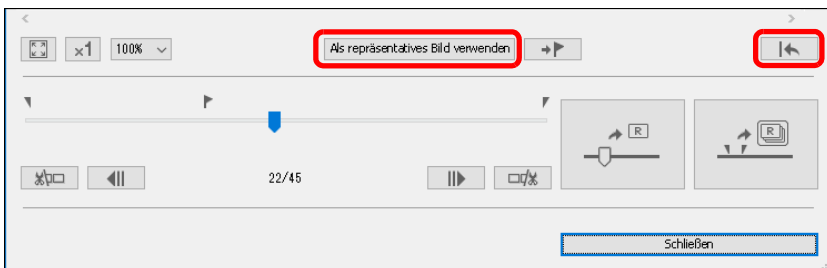 ×1 100% Als repräsentatives Bild verwenden
R R
22/45
Schließen